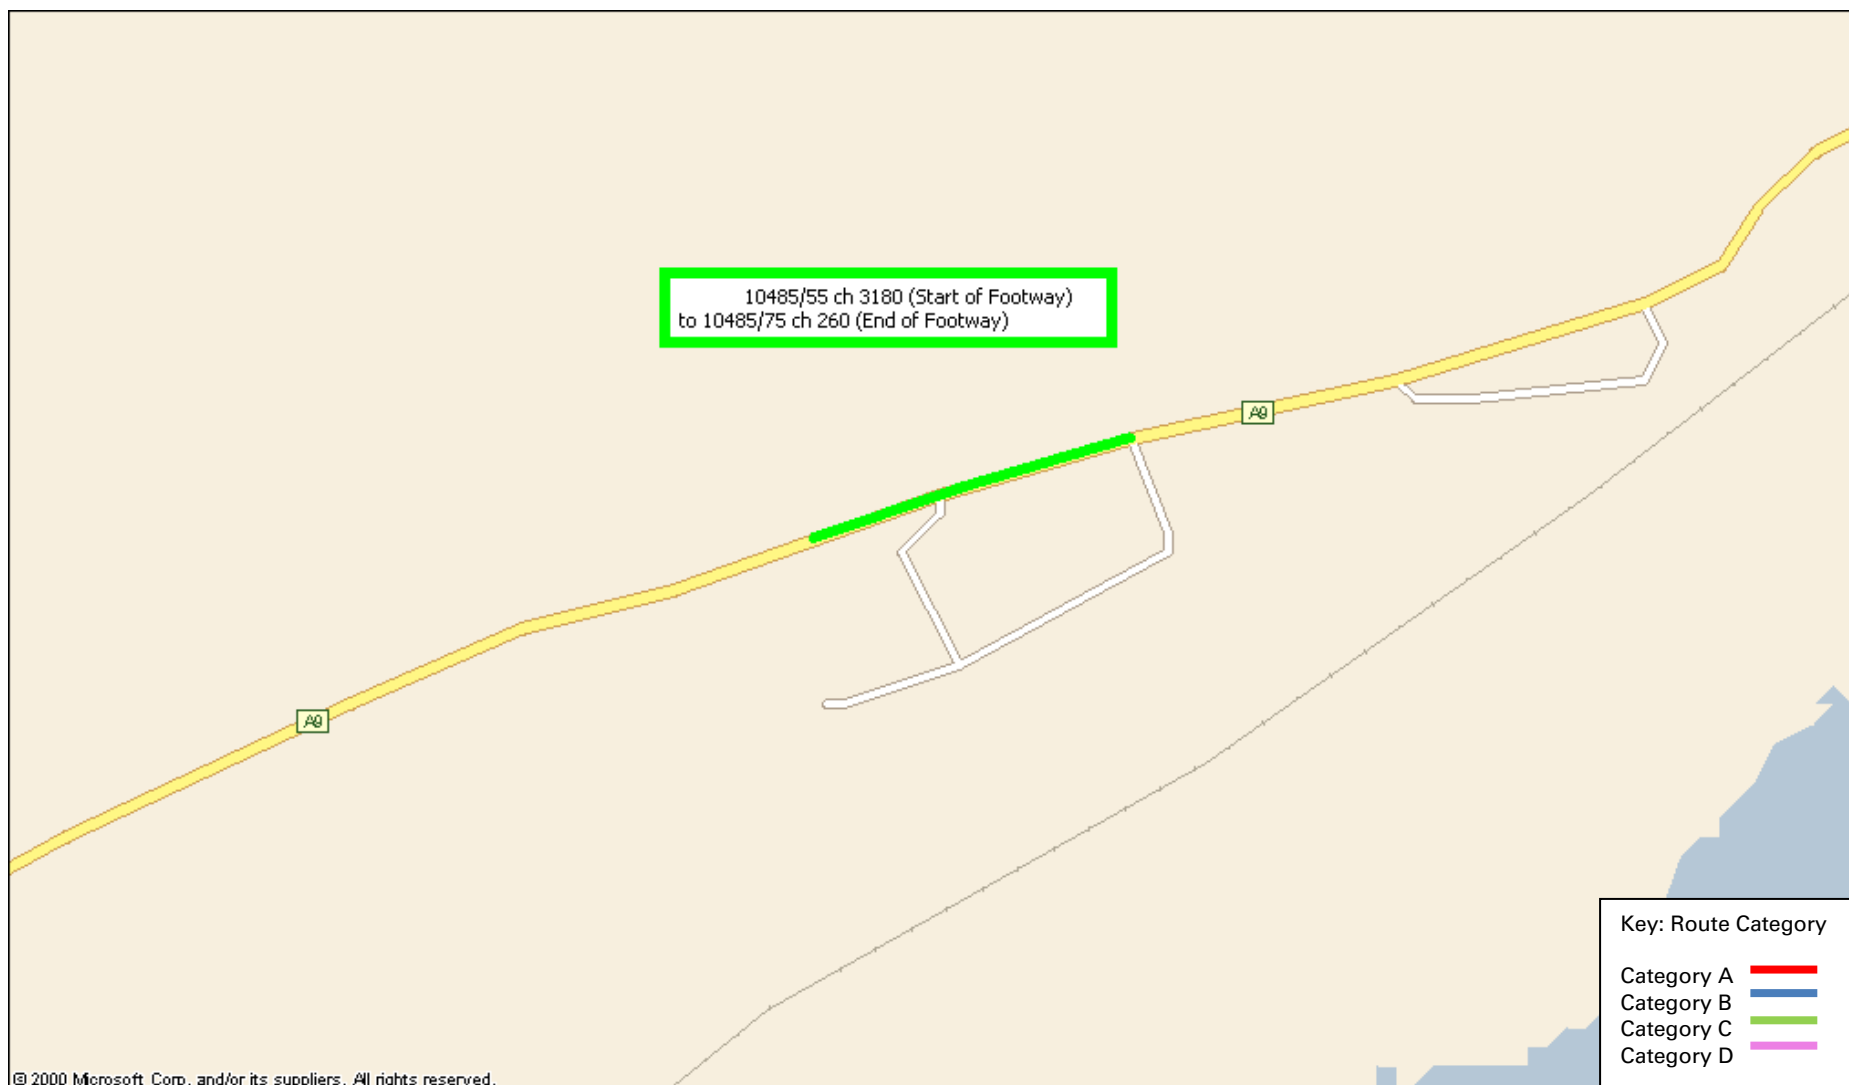 10485/55 ch 3180 (Start of Footway)
to 10485/75 ch 260 (End of Footway)
A9
A9
Key: Route Category
Category A
Category B
Category C
Category D
© 2000 Microsoft Corp. and/or its suppliers. All rights reserved.